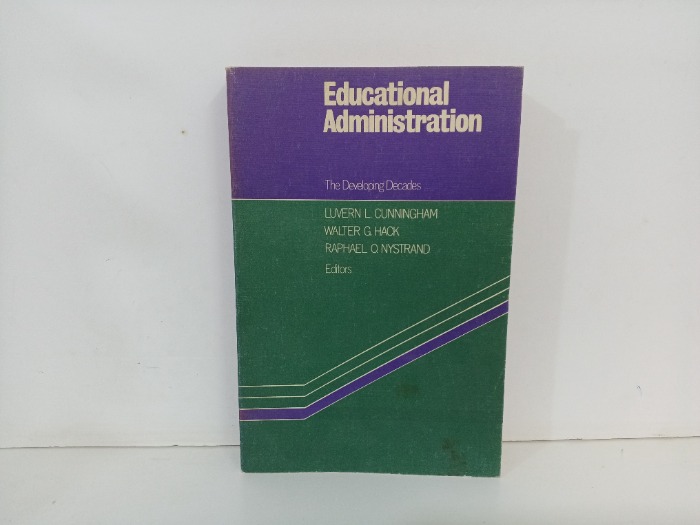 Educational
Administration
The Developing Decades
LUVERN L. CUNNINGHAM
WALTER G. HACK
RAPHAEL O. NYSTRAND
Editors